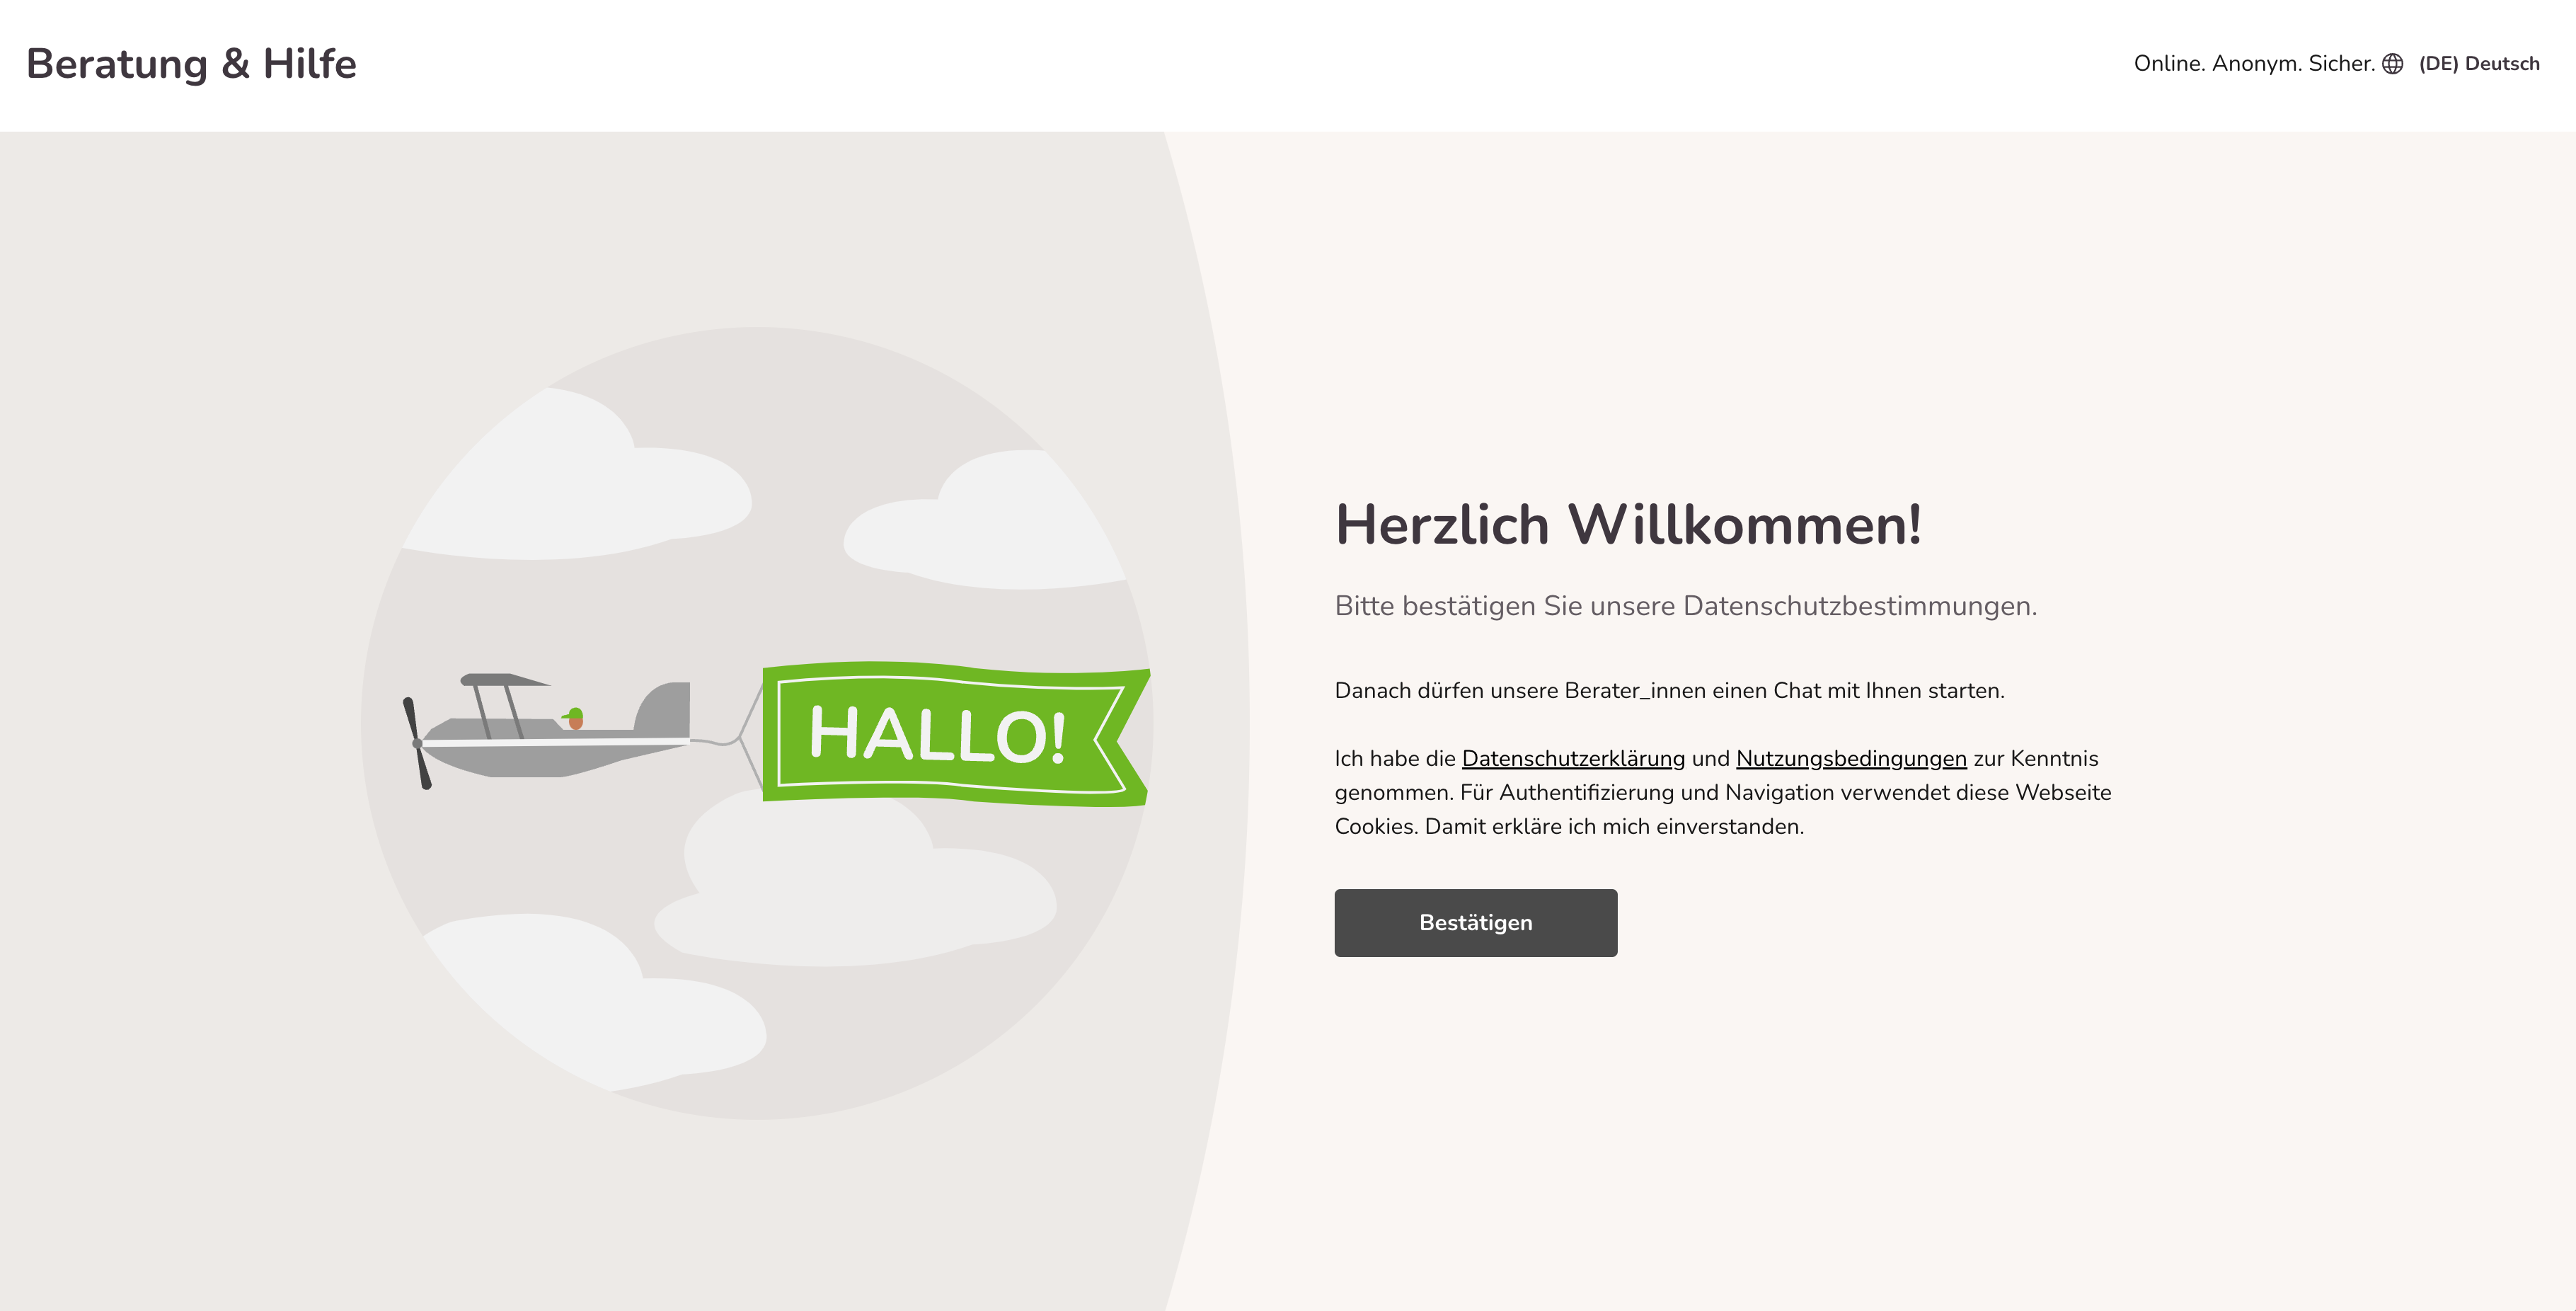 Beratung & Hilfe
Online. Anonym. Sicher. (DE) Deutsch
HALLO!
Herzlich Willkommen!
Bitte bestätigen Sie unsere Datenschutzbestimmungen.
Danach dürfen unsere Berater_innen einen Chat mit Ihnen starten.
Ich habe die Datenschutzerklärung und Nutzungsbedingungen zur Kenntnis
genommen. Für Authentifizierung und Navigation verwendet diese Webseite
Cookies. Damit erkläre ich mich einverstanden.
Bestätigen